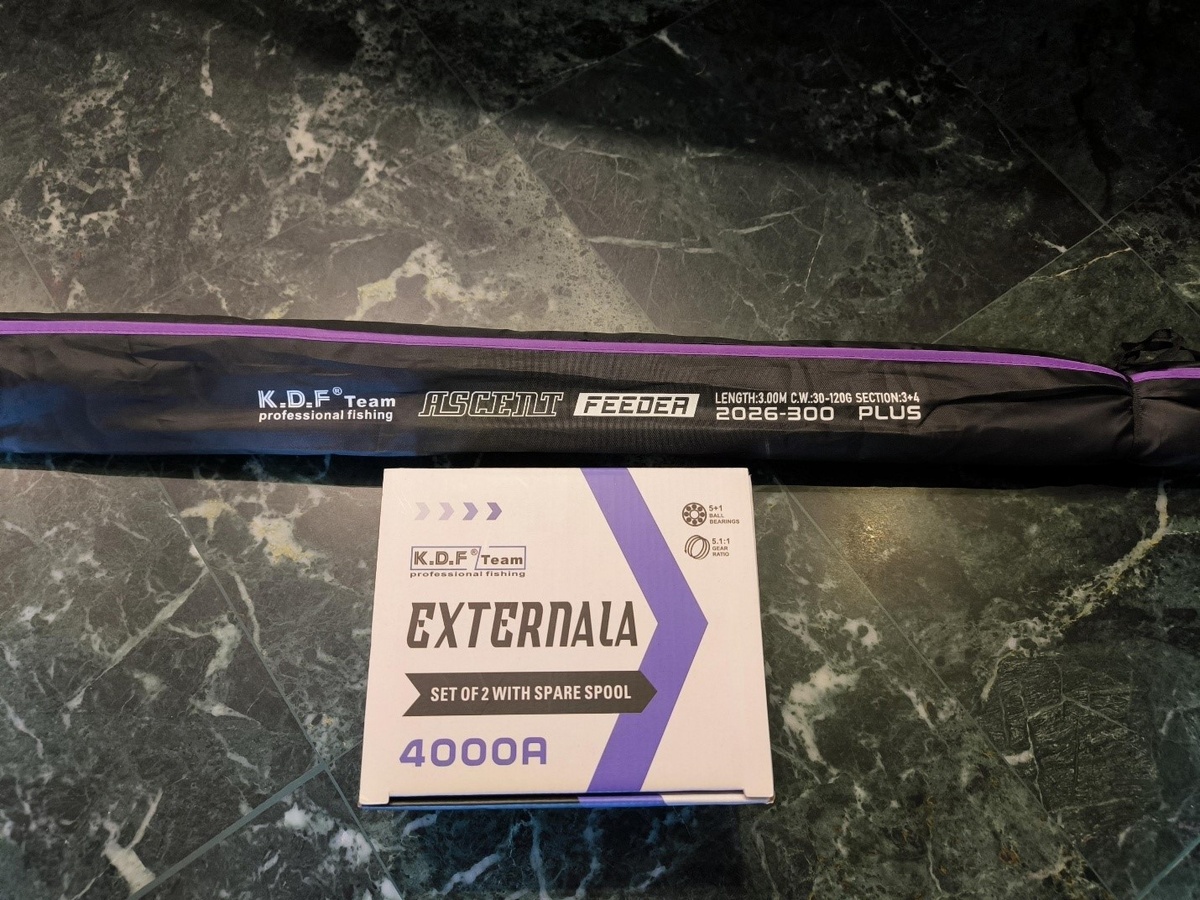 K.D.F® Team
professional fishing
ASCENT FEEDER
LENGTH:3.00M C.W.:30-120G SECTION:3+4
2026-300 PLUS
5+1
BALL
BEARINGS
5.1:1
GEAR
RATIO
K.D.F® Team
professional fishing
EXTERNALA
SET OF 2 WITH SPARE SPOOL
4000A